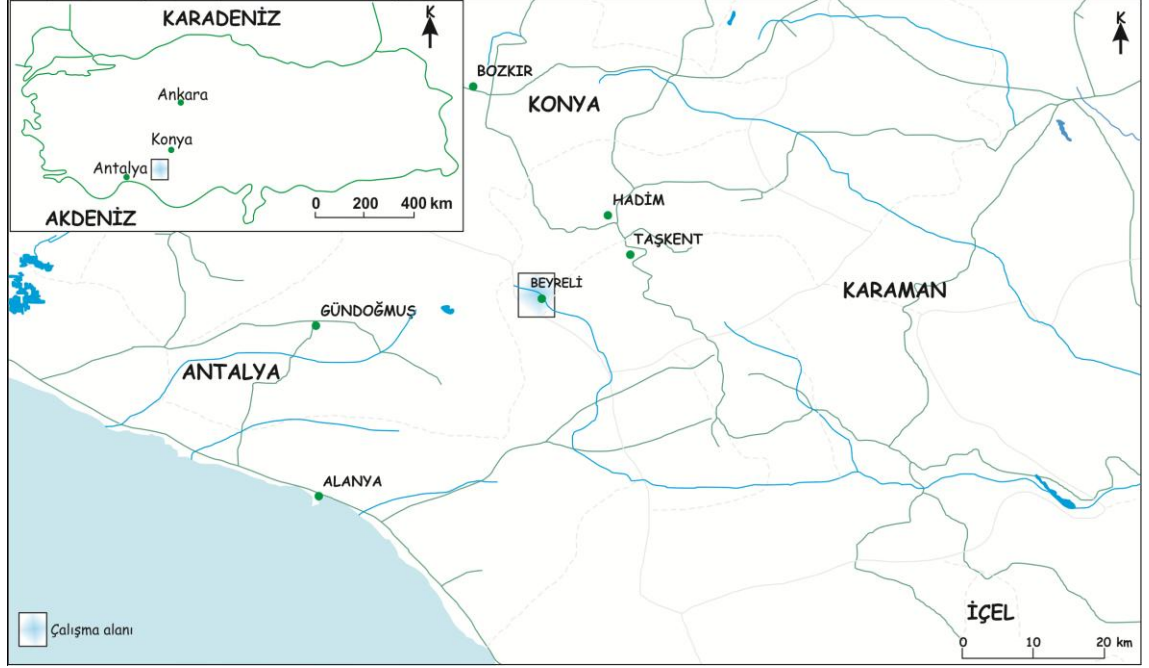 KARADENİZ
K
Ankara
Konya
Antalya
0 200 400 km
AKDENİZ
K
BOZKIR
KONYA
HADİM
TAŞKENT
BEYRELİ
KARAMAN
GÜNDOĞMUŞ
ANTALYA
ALANYA
İÇEL
Çalışma alanı
0 10 20 km